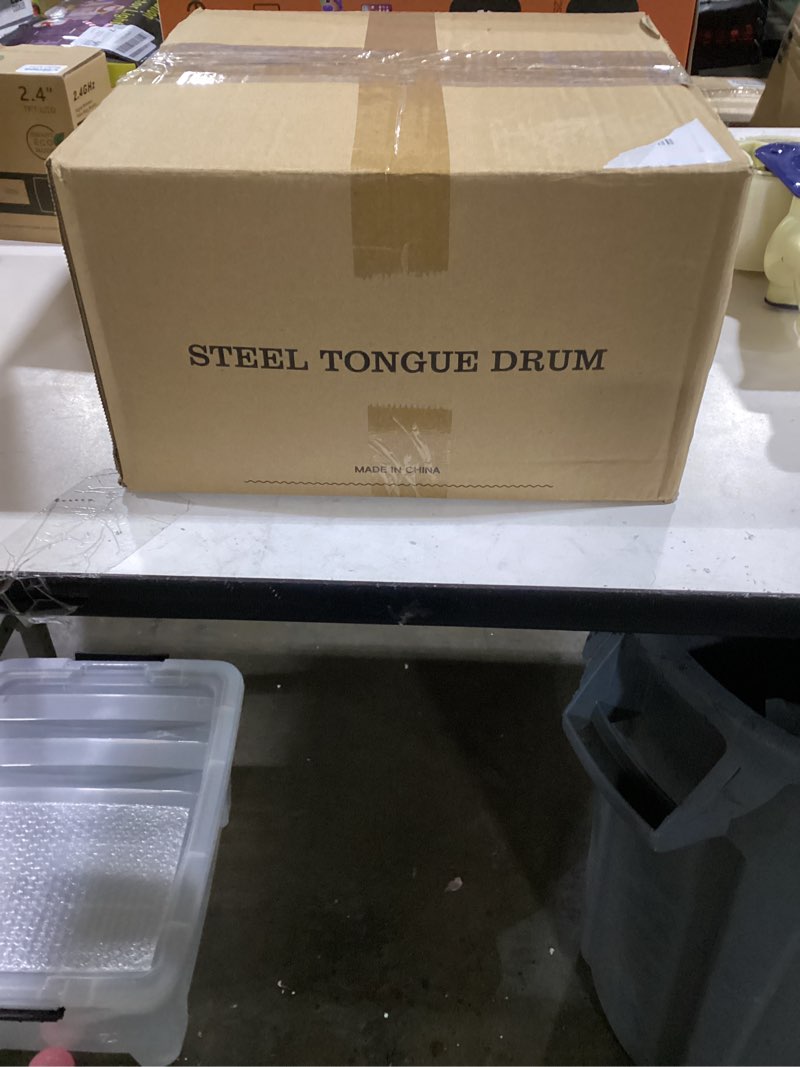 2.4"
2.4GHz
STEEL TONGUE DRUM
MADE IN CHINA